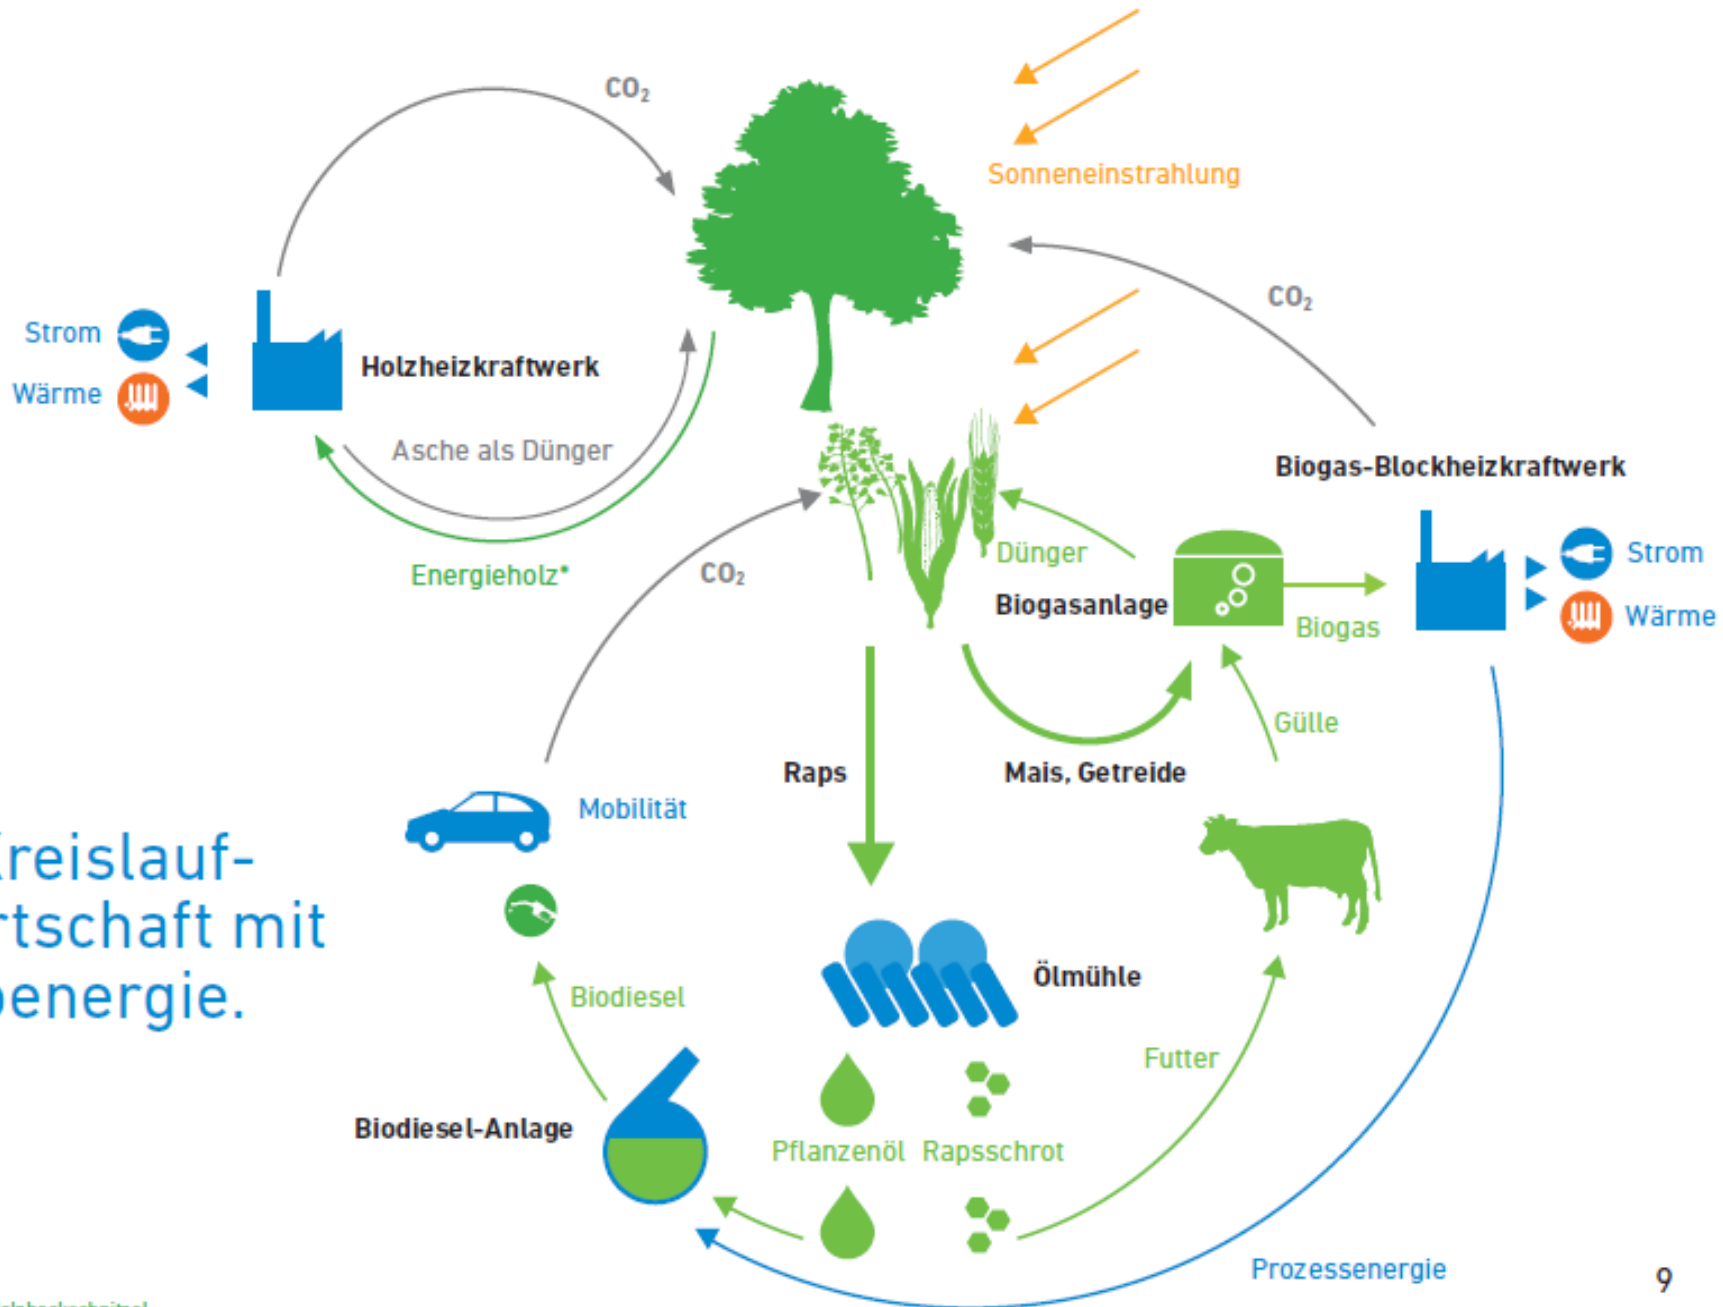 CO₂
Sonneneinstrahlung
CO₂
Strom
Wärme
Holzheizkraftwerk
Asche als Dünger
Energieholz*
CO₂
Biogas-Blockheizkraftwerk
Dünger
Biogasanlage
Biogas
Strom
Wärme
Gülle
Raps
Mais, Getreide
Mobilität
reislauf-
rtschaft mit
energie.
Biodiesel
Ölmühle
Futter
Biodiesel-Anlage
Pflanzenöl
Rapsschrot
Prozessenergie
9